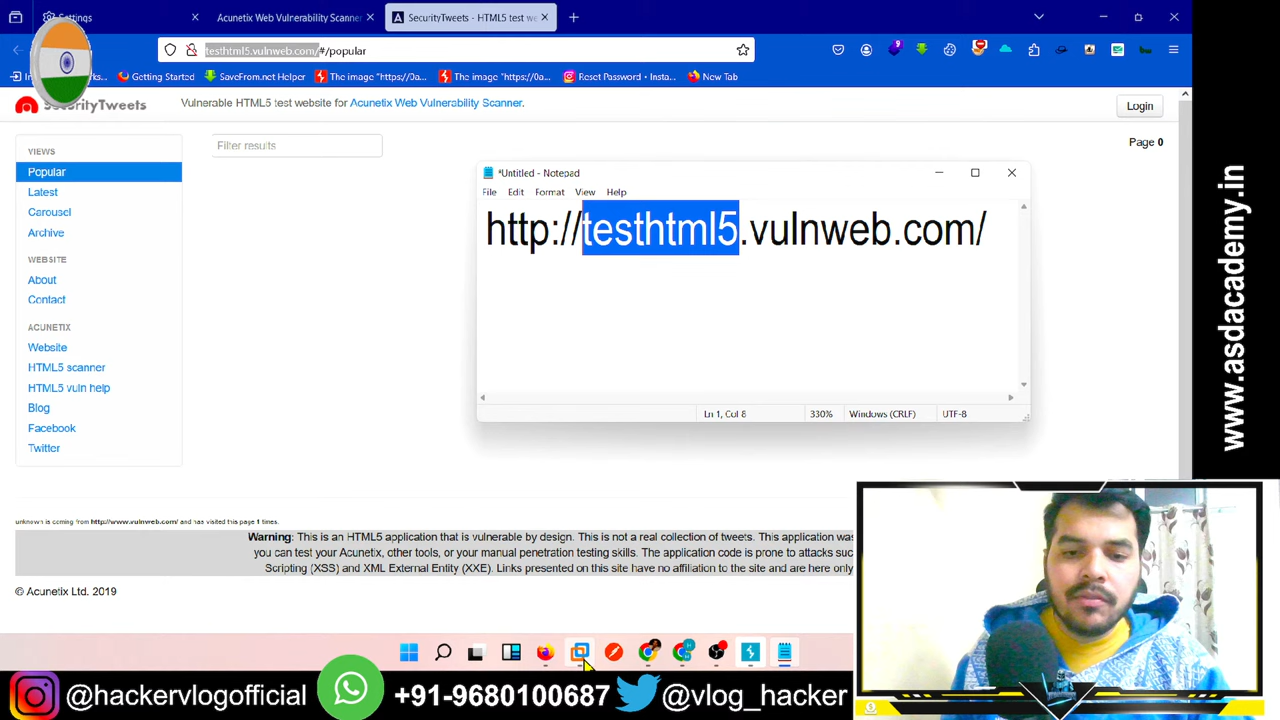 Settings
Acunetix Web Vulnerability Scanner
SecurityTweets - HTML5 test we
testhtml5.vulnweb.com/#/popular
Getting Started
SaveFrom.net Helper
The image "https://0a...
The image "https://0a...
Reset Password • Insta...
New Tab
SecurityTweets
Vulnerable HTML5 test website for Acunetix Web Vulnerability Scanner.
Login
VIEWS
Popular
Latest
Carousel
Archive
WEBSITE
About
Contact
ACUNETIX
Website
HTML5 scanner
HTML5 vuln help
Blog
Facebook
Twitter
Filter results
Page 0
*Untitled - Notepad
File Edit Format View Help
http://testhtml5.vulnweb.com/
Ln 1, Col 8 330% Windows (CRLF) UTF-8
unknown is coming from http://www.vulnweb.com/ and has visited this page 1 times.
Warning: This is an HTML5 application that is vulnerable by design. This is not a real collection of tweets. This application was
you can test your Acunetix, other tools, or your manual penetration testing skills. The application code is prone to attacks suc
Scripting (XSS) and XML External Entity (XXE). Links presented on this site have no affiliation to the site and are here only
© Acunetix Ltd. 2019
www.asdacademy.in
@hackervlogofficial
+91-9680100687
@vlog_hacker